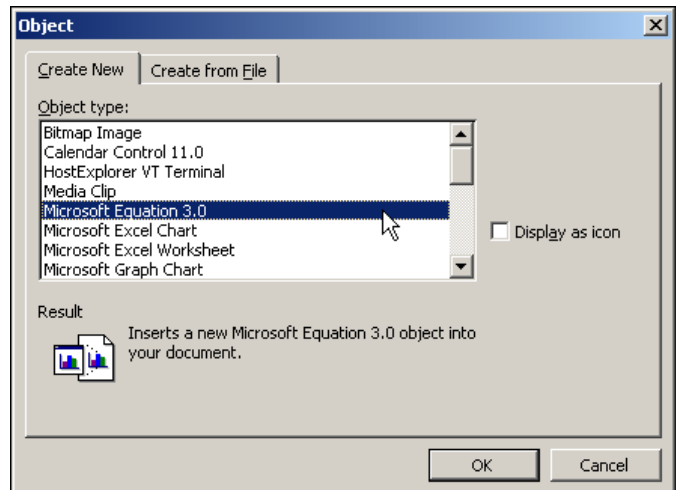 Object
Create New
Create from File
Object type:
Bitmap Image
Calendar Control 11.0
HostExplorer VT Terminal
Media Clip
Microsoft Equation 3.0
Microsoft Excel Chart
Microsoft Excel Worksheet
Microsoft Graph Chart
Display as icon
Result
Inserts a new Microsoft Equation 3.0 object into
your document.
OK
Cancel